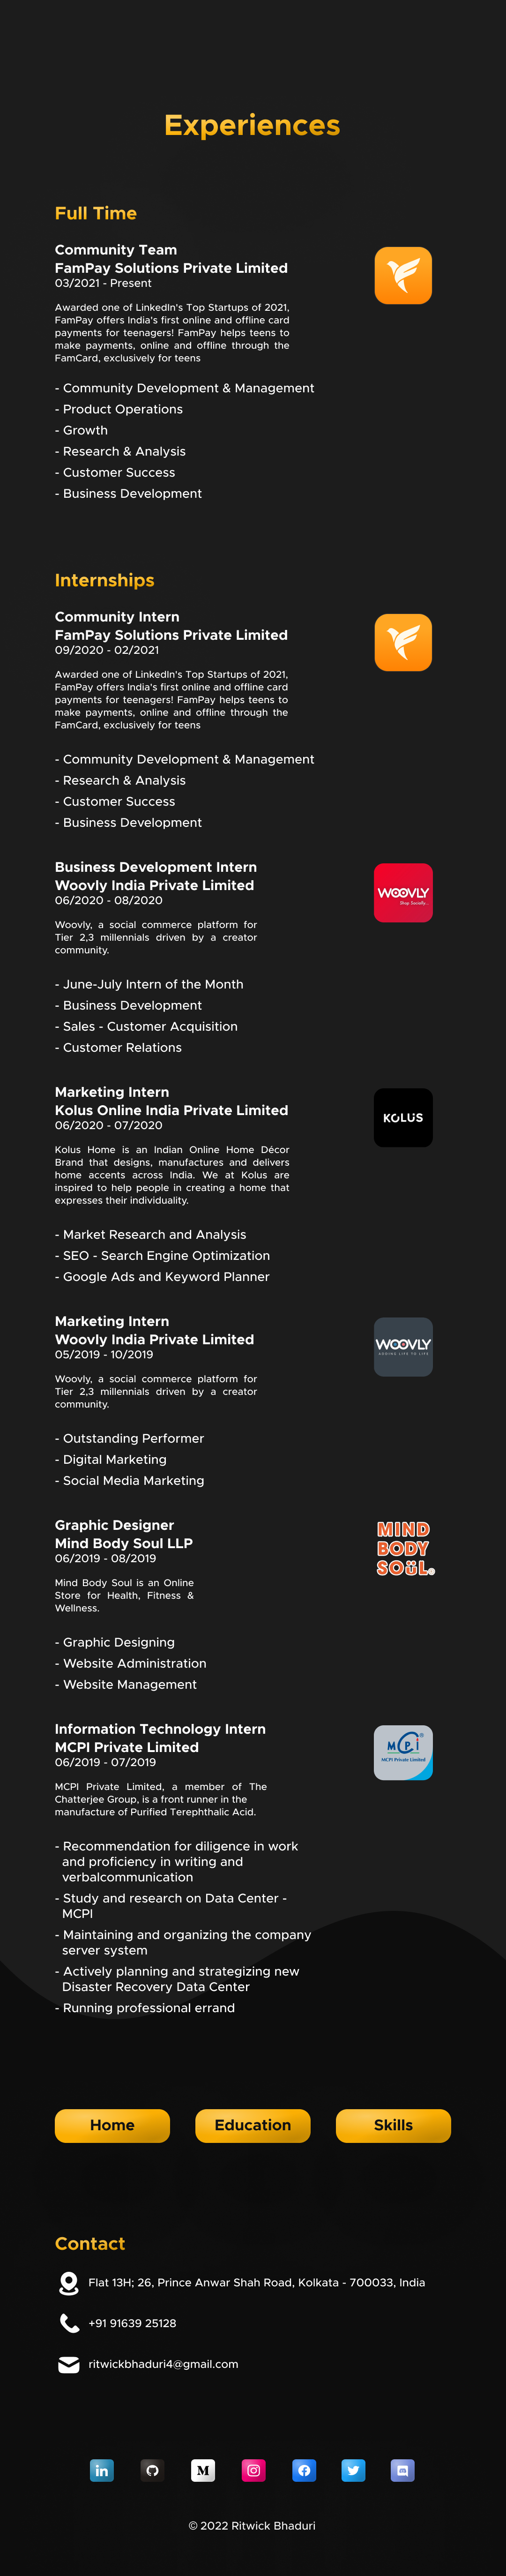 Experiences
Full Time
Community Team
FamPay Solutions Private Limited
03/2021 - Present
Awarded one of LinkedIn's Top Startups of 2021,
FamPay offers India's first online and offline card
payments for teenagers! FamPay helps teens to
make payments, online and offline through the
FamCard, exclusively for teens
- Community Development & Management
- Product Operations
- Growth
- Research & Analysis
- Customer Success
- Business Development
Internships
Community Intern
FamPay Solutions Private Limited
09/2020 - 02/2021
Awarded one of LinkedIn's Top Startups of 2021,
FamPay offers India's first online and offline card
payments for teenagers! FamPay helps teens to
make payments, online and offline through the
FamCard, exclusively for teens
- Community Development & Management
- Research & Analysis
- Customer Success
- Business Development
Business Development Intern
Woovly India Private Limited
06/2020 - 08/2020
WOOVLY
Shop Socially...
Woovly, a social commerce platform for
Tier 2,3 millennials driven by a creator
community.
- June-July Intern of the Month
- Business Development
- Sales - Customer Acquisition
- Customer Relations
Marketing Intern
Kolus Online India Private Limited
06/2020 - 07/2020
KOLUS
Kolus Home is an Indian Online Home Décor
Brand that designs, manufactures and delivers
home accents across India. We at Kolus are
inspired to help people in creating a home that
expresses their individuality.
- Market Research and Analysis
- SEO - Search Engine Optimization
- Google Ads and Keyword Planner
Marketing Intern
Woovly India Private Limited
05/2019 - 10/2019
WOOVLY
ADDING LIFE TO LIFE
Woovly, a social commerce platform for
Tier 2,3 millennials driven by a creator
community.
- Outstanding Performer
- Digital Marketing
- Social Media Marketing
Graphic Designer
Mind Body Soul LLP
06/2019 - 08/2019
MIND
BODY
SOÜL
Mind Body Soul is an Online
Store for Health, Fitness &
Wellness.
- Graphic Designing
- Website Administration
- Website Management
Information Technology Intern
MCPI Private Limited
06/2019 - 07/2019
MCPi®
MCPI Private Limited
MCPI Private Limited, a member of The
Chatterjee Group, is a front runner in the
manufacture of Purified Terephthalic Acid.
- Recommendation for diligence in work
and proficiency in writing and
verbalcommunication
- Study and research on Data Center -
MCPI
- Maintaining and organizing the company
server system
- Actively planning and strategizing new
Disaster Recovery Data Center
- Running professional errand
Home
Education
Skills
Contact
Flat 13H; 26, Prince Anwar Shah Road, Kolkata - 700033, India
+91 91639 25128
ritwickbhaduri4@gmail.com
in
M
© 2022 Ritwick Bhaduri